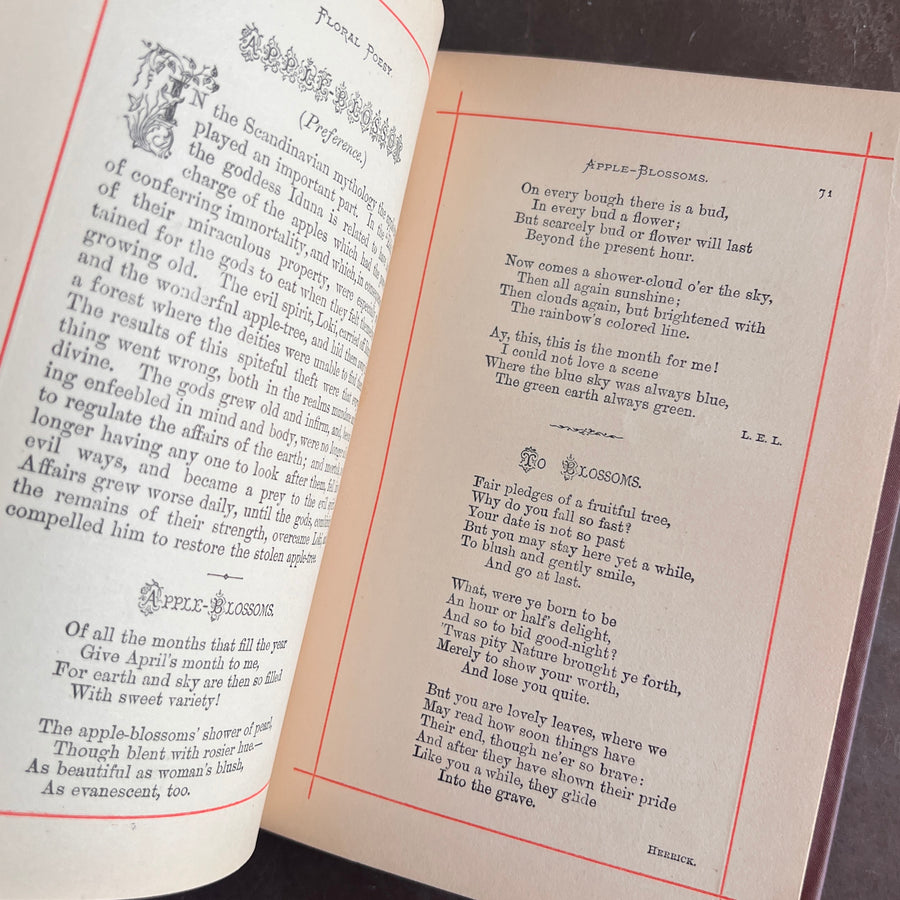 FLORAL POESY.
APPLE-BLOSSOM
(Preference.)
IN the Scandinavian mythology the
played an important part. In the
the goddess Iduna is related to have
charge of the apples which had the
of conferring immortality, and which, in
of their miraculous property, were especially
tained for the gods to eat when they felt themselves
growing old. The evil spirit, Loki, carried off
and the wonderful apple-tree, and hid them
a forest where the deities were unable to find
The results of this spiteful theft were that
thing went wrong, both in the realms mundane
divine. The gods grew old and infirm, and,
ing enfeebled in mind and body, were no longer
to regulate the affairs of the earth; and
longer having any one to look after them, fell
evil ways, and became a prey to the evil
Affairs grew worse daily, until the gods,
the remains of their strength, overcame Loki,
compelled him to restore the stolen apple-tree.
APPLE-BLOSSOMS.
Of all the months that fill the year
Give April's month to me,
For earth and sky are then so filled
With sweet variety!
The apple-blossoms' shower of pearl,
Though blent with rosier hue—
As beautiful as woman's blush,
As evanescent, too.
APPLE-BLOSSOMS. 71
On every bough there is a bud,
In every bud a flower;
But scarcely bud or flower will last
Beyond the present hour.
Now comes a shower-cloud o'er the sky,
Then all again sunshine;
Then clouds again, but brightened with
The rainbow's colored line.
Ay, this, this is the month for me!
I could not love a scene
Where the blue sky was always blue,
The green earth always green.
L. E. L.
TO BLOSSOMS.
Fair pledges of a fruitful tree,
Why do you fall so fast?
Your date is not so past
But you may stay here yet a while,
To blush and gently smile,
And go at last.
What, were ye born to be
An hour or half's delight,
And so to bid good-night?
'Twas pity Nature brought ye forth,
Merely to show your worth,
And lose you quite.
But you are lovely leaves, where we
May read how soon things have
Their end, though ne'er so brave:
And after they have shown their pride
Like you a while, they glide
Into the grave.
HERRICK.